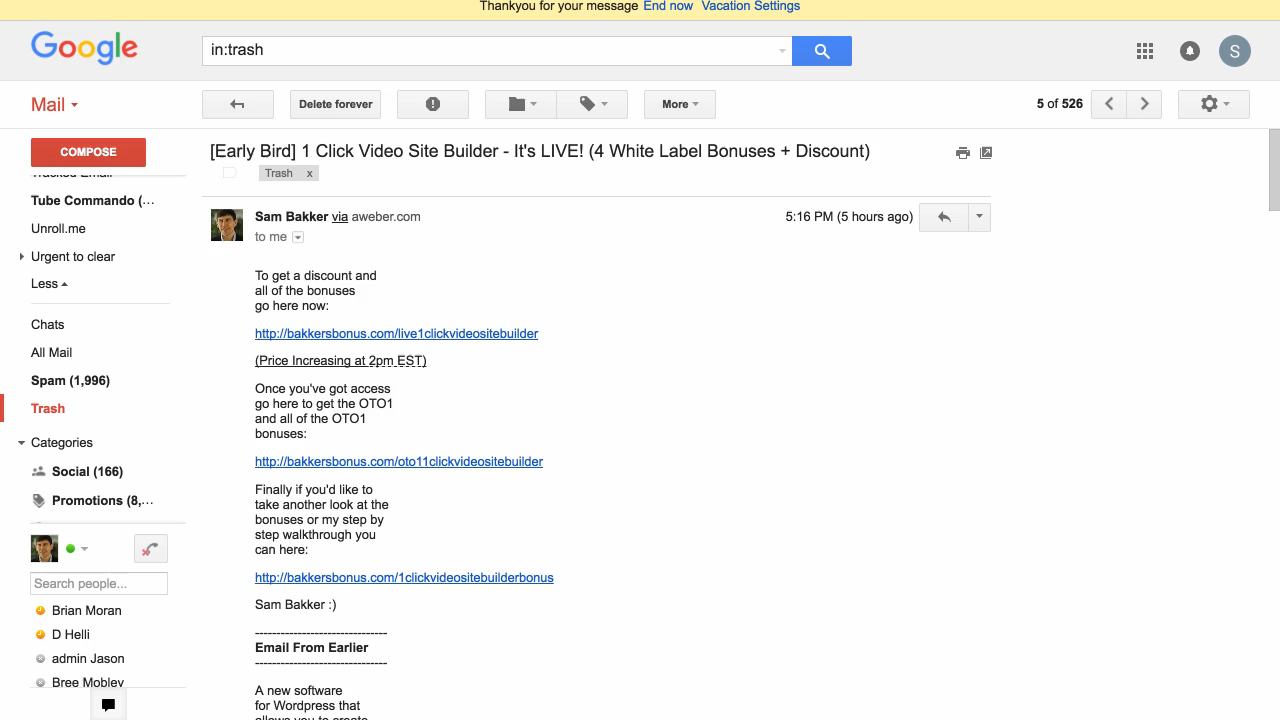 Thankyou for your message End now Vacation Settings
Google
in:trash
S
Mail
Delete forever
More
5 of 526
COMPOSE
[Early Bird] 1 Click Video Site Builder - It's LIVE! (4 White Label Bonuses + Discount)
Trash x
Tracked Email
Tube Commando (...
Unroll.me
Urgent to clear
Less
Chats
All Mail
Spam (1,996)
Trash
Categories
Social (166)
Promotions (8,...
Search people...
Brian Moran
D Helli
admin Jason
Bree Mobley
Sam Bakker via aweber.com
5:16 PM (5 hours ago)
to me
To get a discount and
all of the bonuses
go here now:
http://bakkersbonus.com/live1clickvideositebuilder
(Price Increasing at 2pm EST)
Once you've got access
go here to get the OTO1
and all of the OTO1
bonuses:
http://bakkersbonus.com/oto11clickvideositebuilder
Finally if you'd like to
take another look at the
bonuses or my step by
step walkthrough you
can here:
http://bakkersbonus.com/1clickvideositebuilderbonus
Sam Bakker :)
-------------------------------
Email From Earlier
-------------------------------
A new software
for Wordpress that
allows you to create